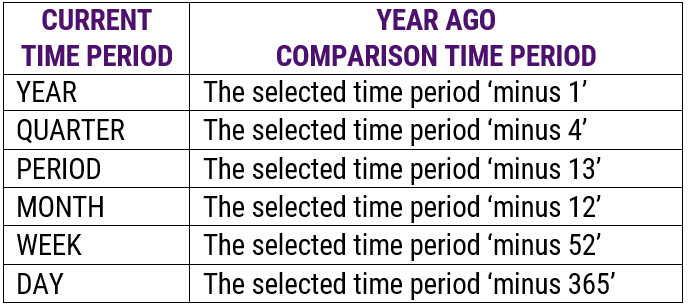 CURRENT
TIME PERIOD
YEAR AGO
COMPARISON TIME PERIOD
YEAR
The selected time period ‘minus 1’
QUARTER
The selected time period ‘minus 4’
PERIOD
The selected time period ‘minus 13’
MONTH
The selected time period ‘minus 12’
WEEK
The selected time period ‘minus 52’
DAY
The selected time period ‘minus 365’